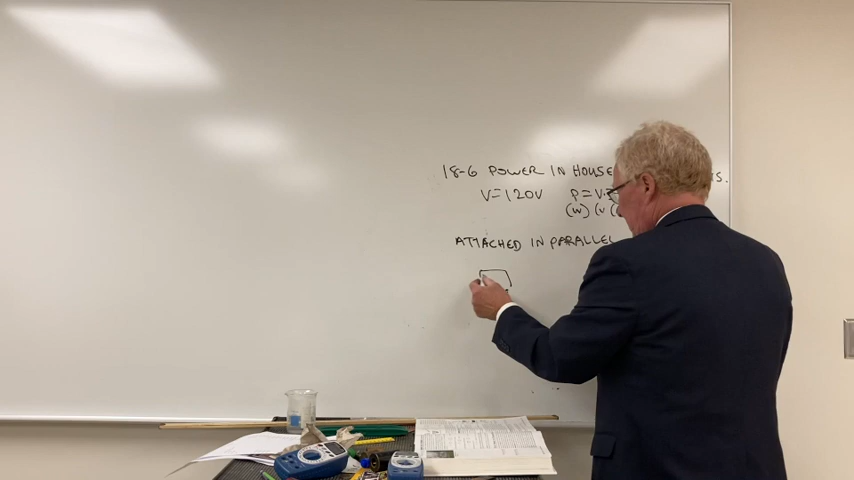 18-6 POWER IN HOUSE
S.
V=120V P=V·
(W) (V (
ATTACHED IN PARALLEL